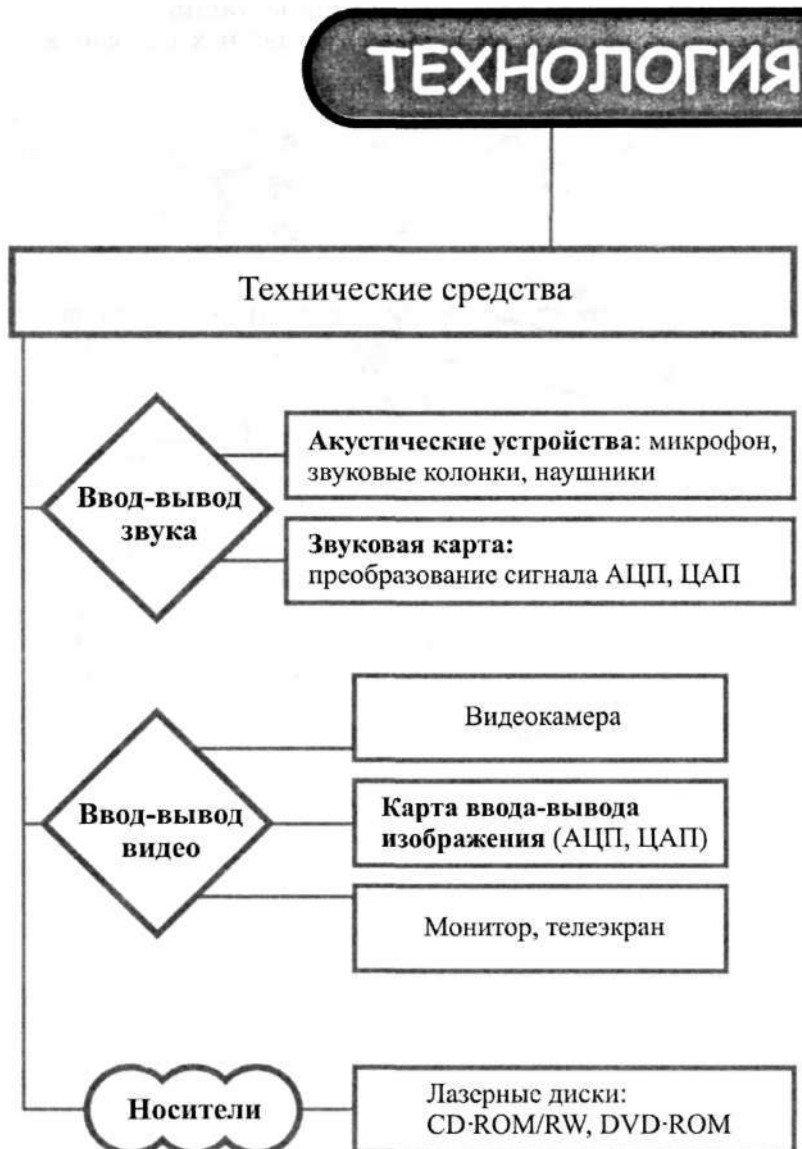 ТЕХНОЛОГИЯ
Технические средства
Ввод-вывод
звука
Акустические устройства: микрофон,
звуковые колонки, наушники
Звуковая карта:
преобразование сигнала АЦП, ЦАП
Ввод-вывод
видео
Видеокамера
Карта ввода-вывода
изображения (АЦП, ЦАП)
Монитор, телеэкран
Носители
Лазерные диски:
CD-ROM/RW, DVD-ROM